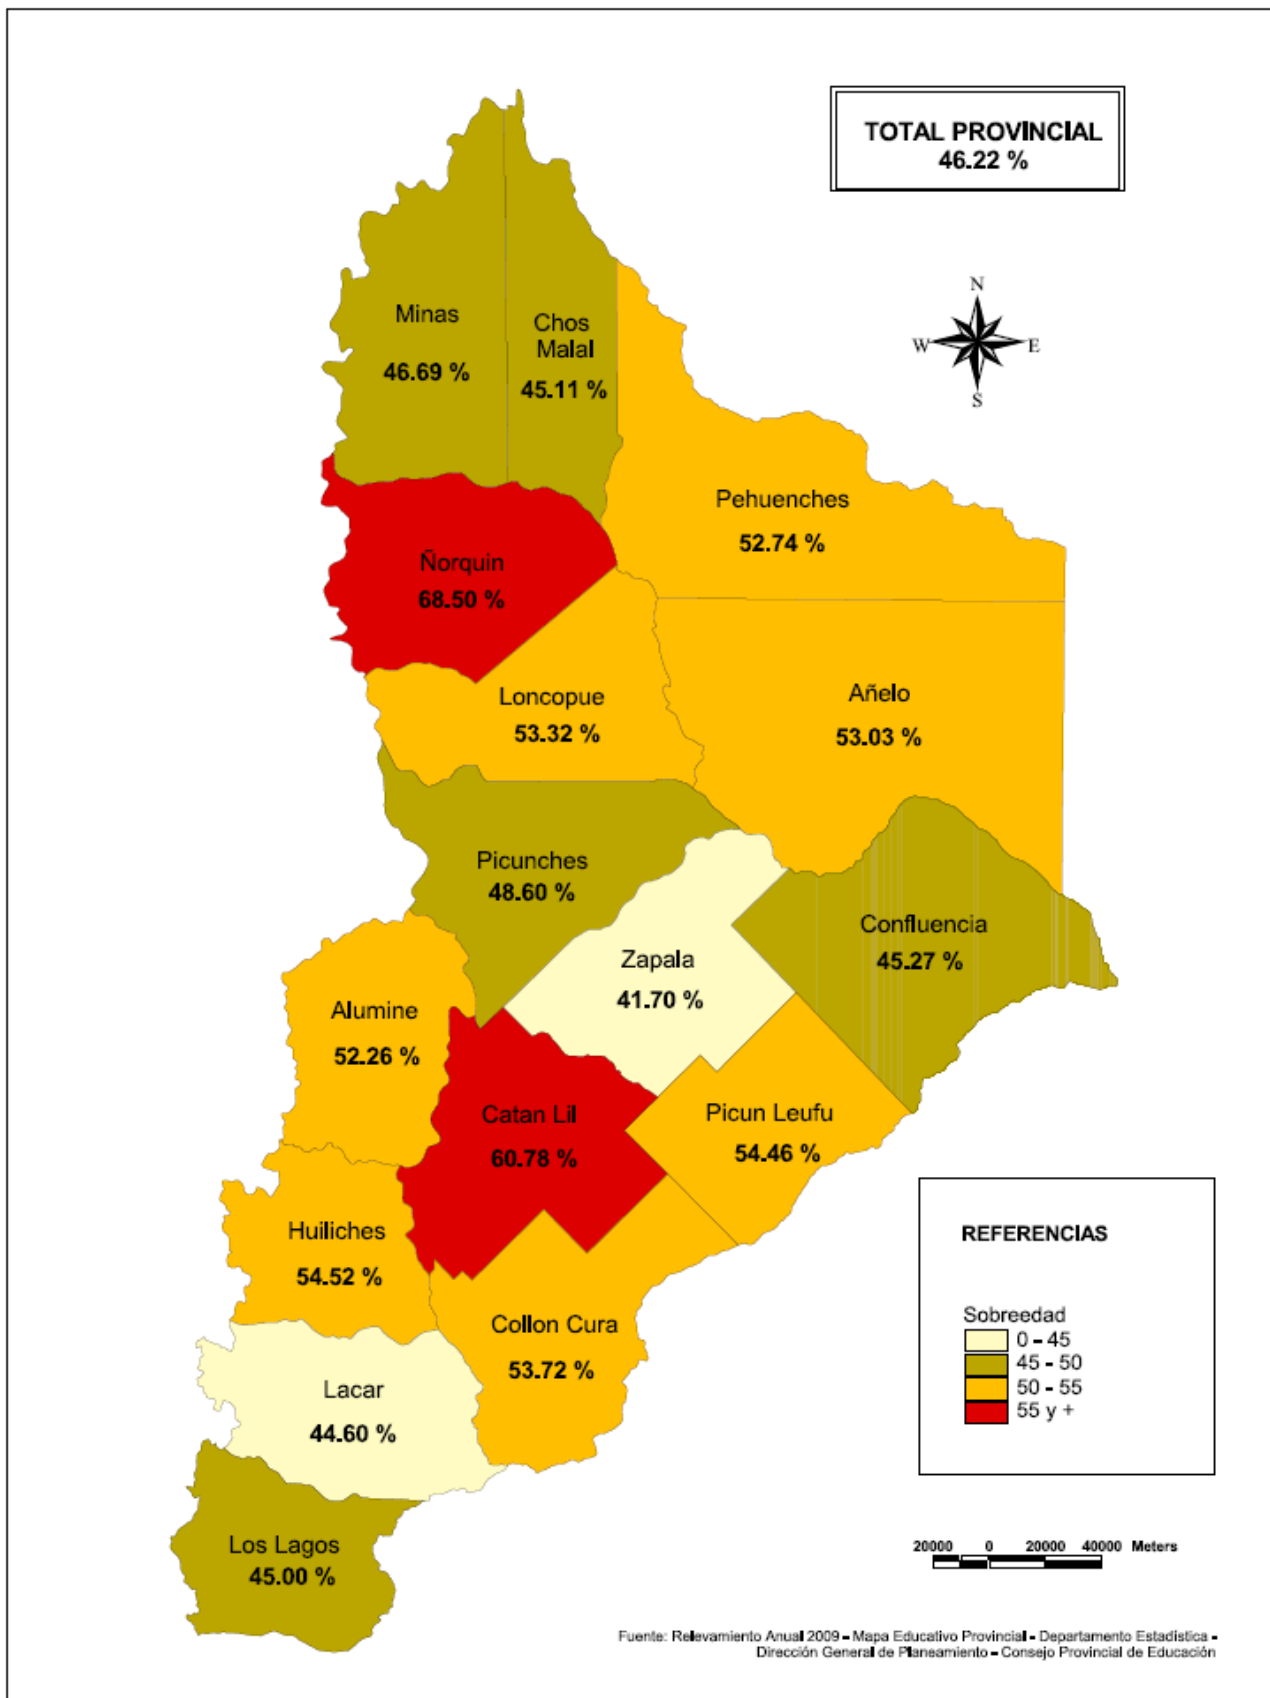 TOTAL PROVINCIAL
46.22 %
N
W
E
S
Minas
46.69 %
Chos
Malal
45.11 %
Pehuenches
52.74 %
Ñorquin
68.50 %
Loncopue
53.32 %
Añelo
53.03 %
Picunches
48.60 %
Confluencia
45.27 %
Zapala
41.70 %
Alumine
52.26 %
Catan Lil
60.78 %
Picun Leufu
54.46 %
Huiliches
54.52 %
Collon Cura
53.72 %
Lacar
44.60 %
Los Lagos
45.00 %
REFERENCIAS
Sobreedad
0 - 45
45 - 50
50 - 55
55 y +
20000 0 20000 40000 Meters
Fuente: Relevamiento Anual 2009 - Mapa Educativo Provincial - Departamento Estadistica -
Dirección General de Planeamiento - Consejo Provincial de Educación